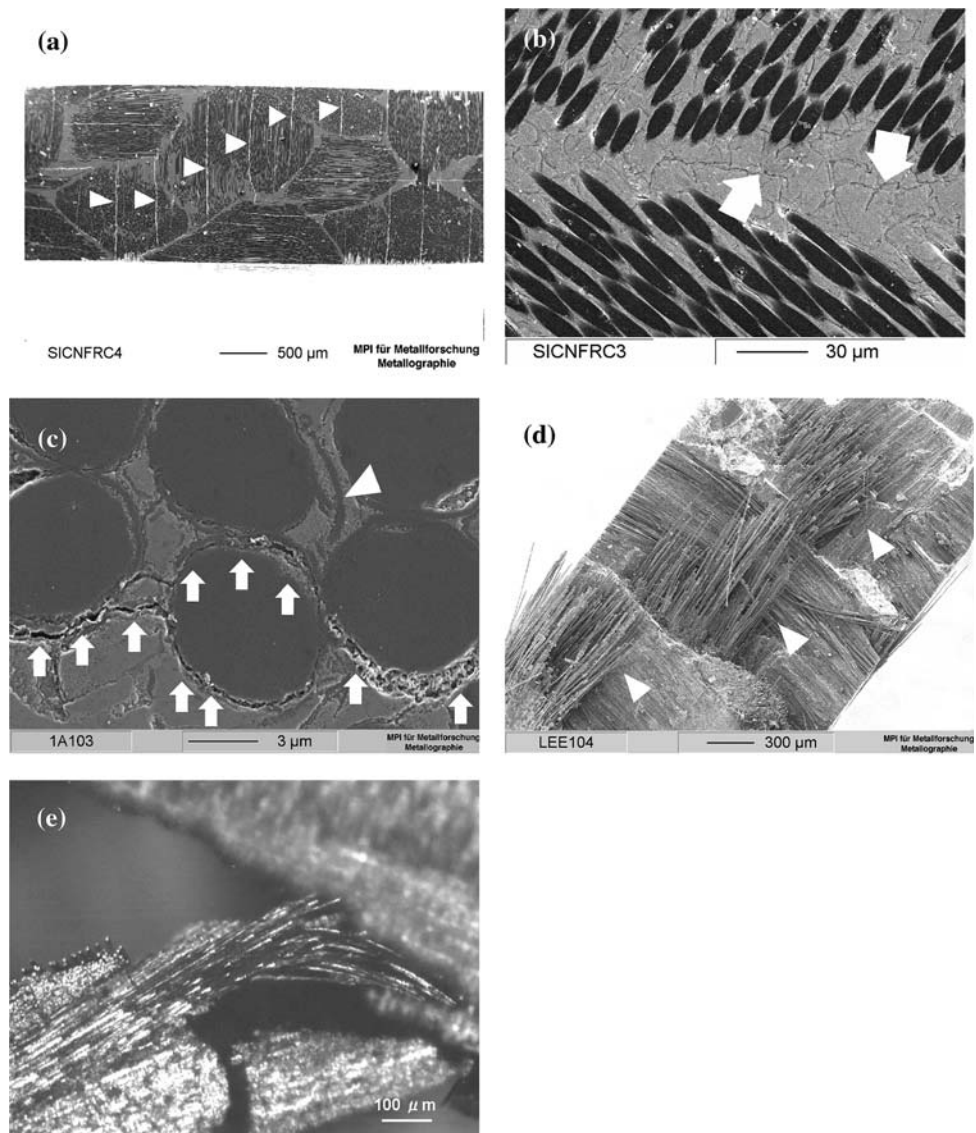 (a)
SICNFRC4
500 µm
MPI für Metallforschung
Metallographie
(b)
SICNFRC3
30 µm
(c)
1A103
3 µm
MPI für Metallforschung
Metallographie
(d)
LEE104
300 µm
MPI für Metallforschung
Metallographie
(e)
100 µm